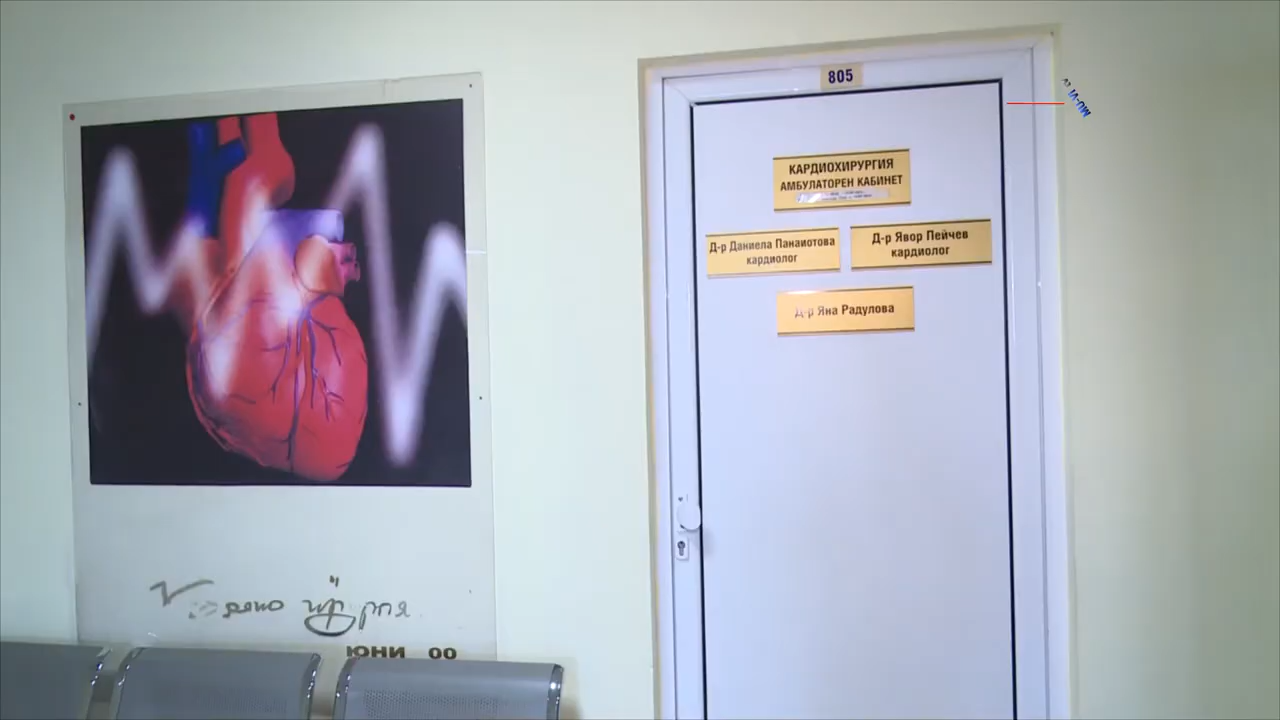 805
КАРДИОХИРУРГИЯ
АМБУЛАТОРЕН КАБИНЕТ
Д-р Даниела Панаиотова
кардиолог
Д-р Явор Пейчев
кардиолог
Д-р Яна Радулова
ЮНИ 00